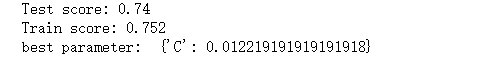 Test score: 0.74
Train score: 0.752
best parameter:  {'C': 0.012219191919191918}